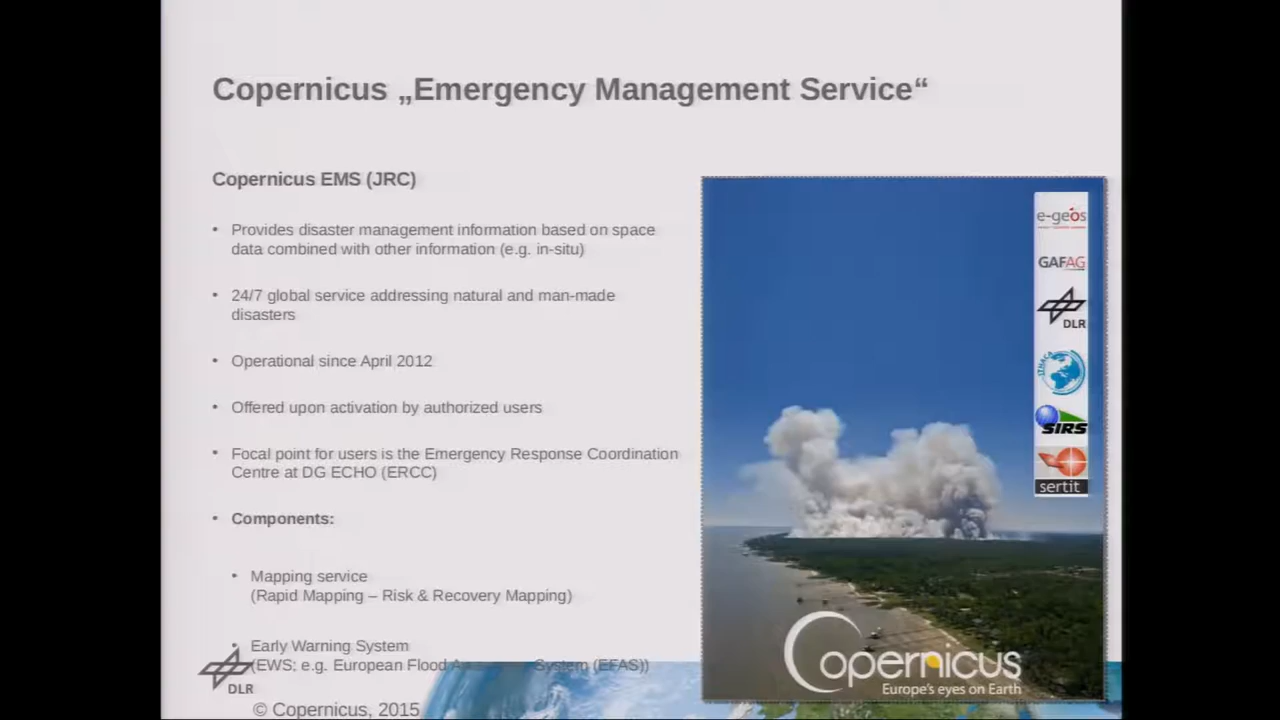 Copernicus „Emergency Management Service“
Copernicus EMS (JRC)
• Provides disaster management information based on space
data combined with other information (e.g. in-situ)
• 24/7 global service addressing natural and man-made
disasters
• Operational since April 2012
• Offered upon activation by authorized users
• Focal point for users is the Emergency Response Coordination
Centre at DG ECHO (ERCC)
• Components:
• Mapping service
(Rapid Mapping – Risk & Recovery Mapping)
• Early Warning System
(EWS; e.g. European Flood System (EFAS))
DLR
© Copernicus, 2015
e-geos
GAFAG
DLR
ITHACA
SIRS
sertit
Copernicus
Europe's eyes on Earth